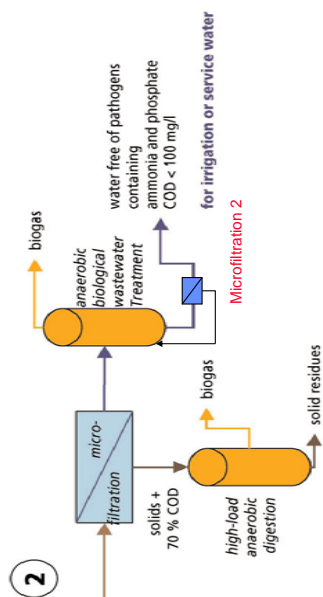 2
micro-
filtration
solids +
70 % COD
high-load
anaerobic
digestion
biogas
solid residues
biogas
anaerobic
biological
wastewater
Treatment
Microfiltration 2
water free of pathogens
containing
ammonia and phosphate
COD < 100 mg/l
for irrigation or service water